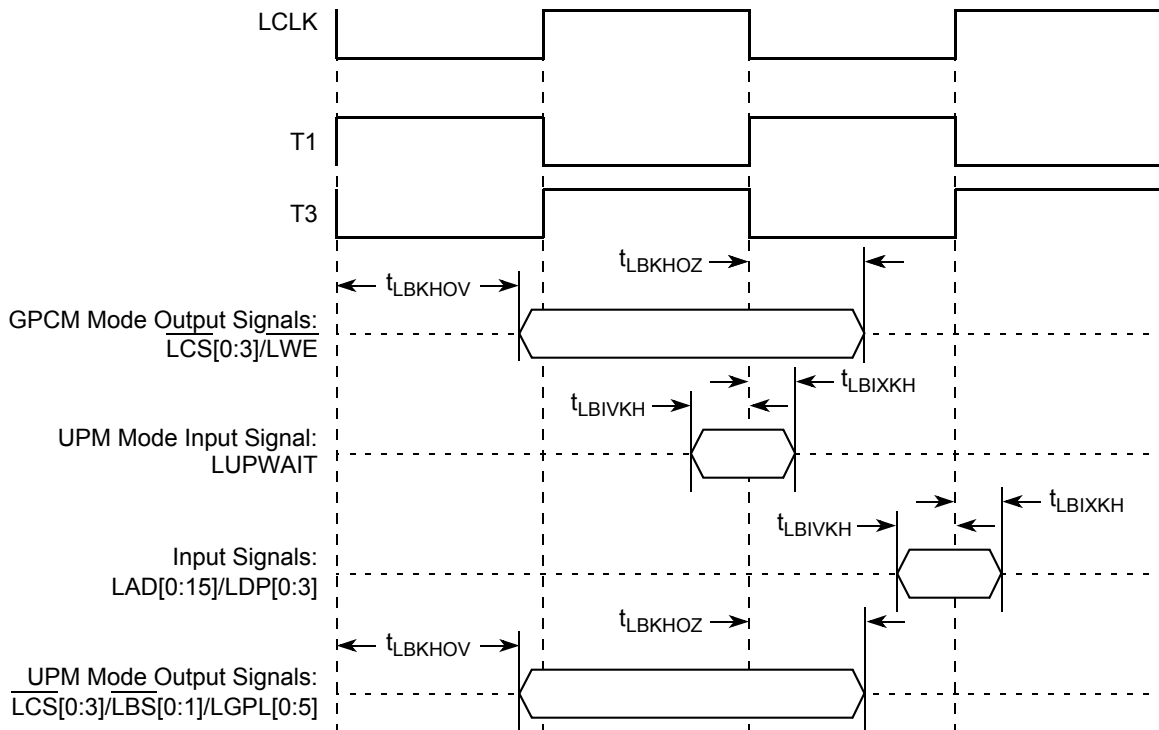 LCLK
T1
T3
tLBKHOZ
tLBKHOV
GPCM Mode Output Signals:
LCS[0:3]/LWE
tLBIXKH
tLBIVKH
UPM Mode Input Signal:
LUPWAIT
tLBIXKH
tLBIVKH
Input Signals:
LAD[0:15]/LDP[0:3]
tLBKHOZ
tLBKHOV
UPM Mode Output Signals:
LCS[0:3]/LBS[0:1]/LGPL[0:5]